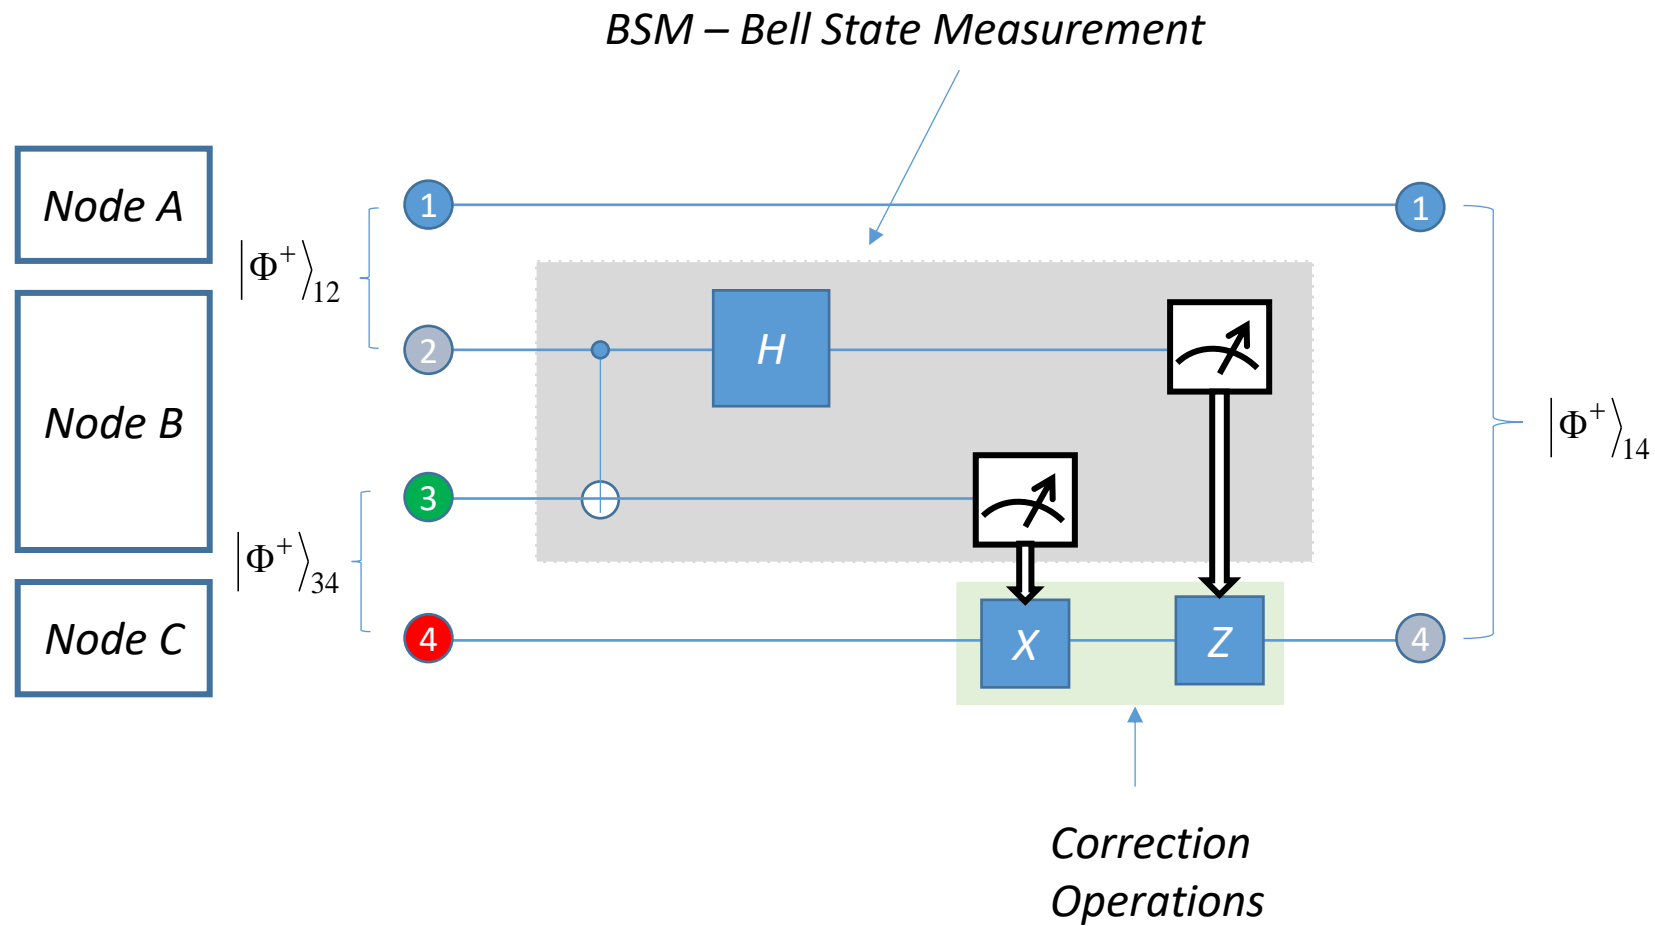 BSM – Bell State Measurement
Node A
1
1
|Φ⁺⟩₁₂
2
H
Node B
|Φ⁺⟩₁₄
3
|Φ⁺⟩₃₄
Node C
4
X
Z
4
Correction
Operations